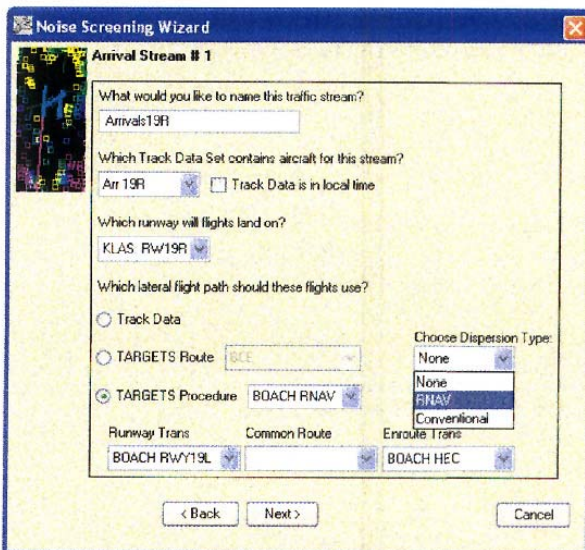 Noise Screening Wizard
Arrival Stream # 1
What would you like to name this traffic stream?
Arrivals19R
Which Track Data Set contains aircraft for this stream?
Arr 19R
Track Data is in local time
Which runway will flights land on?
KLAS: RW19R
Which lateral flight path should these flights use?
Track Data
Choose Dispersion Type:
TARGETS Route
None
None
RNAV
Conventional
TARGETS Procedure
BOACH RNAV
Runway Trans
Common Route
Enroute Trans
BOACH RWY19L
BOACH HEC
< Back
Next >
Cancel